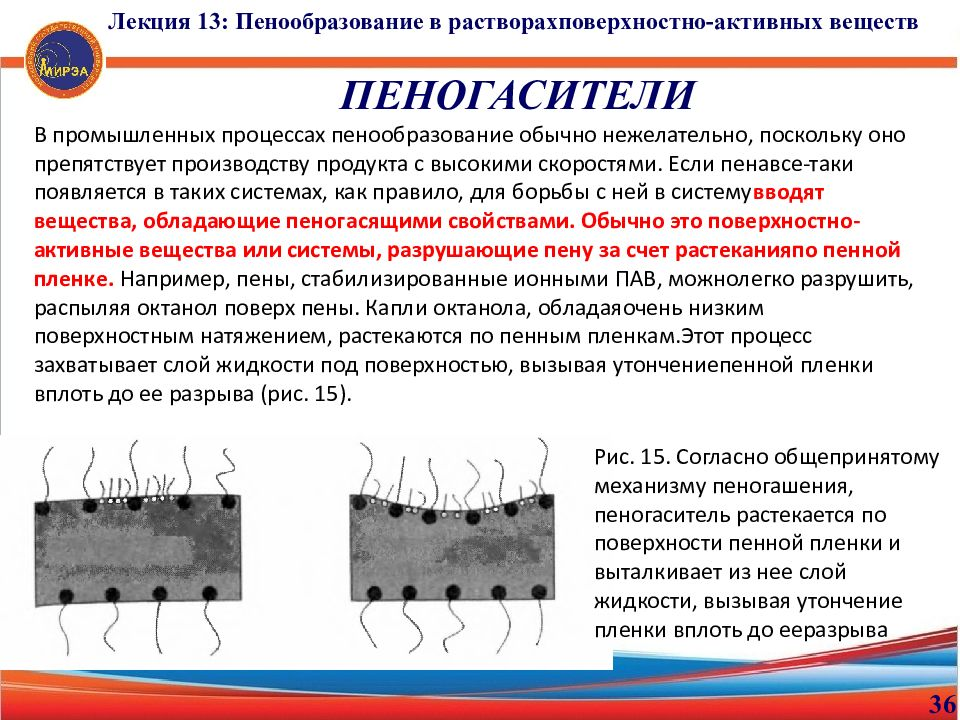 Лекция 13: Пенообразование в растворахповерхностно-активных веществ
МИРЭА
ПЕНОГАСИТЕЛИ
В промышленных процессах пенообразование обычно нежелательно, поскольку оно
препятствует производству продукта с высокими скоростями. Если пенавсе-таки
появляется в таких системах, как правило, для борьбы с ней в системувводят
вещества, обладающие пеногасящими свойствами. Обычно это поверхностно-
активные вещества или системы, разрушающие пену за счет растеканияпо пенной
пленке. Например, пены, стабилизированные ионными ПАВ, можнолегко разрушить,
распыляя октанол поверх пены. Капли октанола, обладаяочень низким
поверхностным натяжением, растекаются по пенным пленкам.Этот процесс
захватывает слой жидкости под поверхностью, вызывая утончениепенной пленки
вплоть до ее разрыва (рис. 15).
Рис. 15. Согласно общепринятому
механизму пеногашения,
пеногаситель растекается по
поверхности пенной пленки и
выталкивает из нее слой
жидкости, вызывая утончение
пленки вплоть до ееразрыва
36